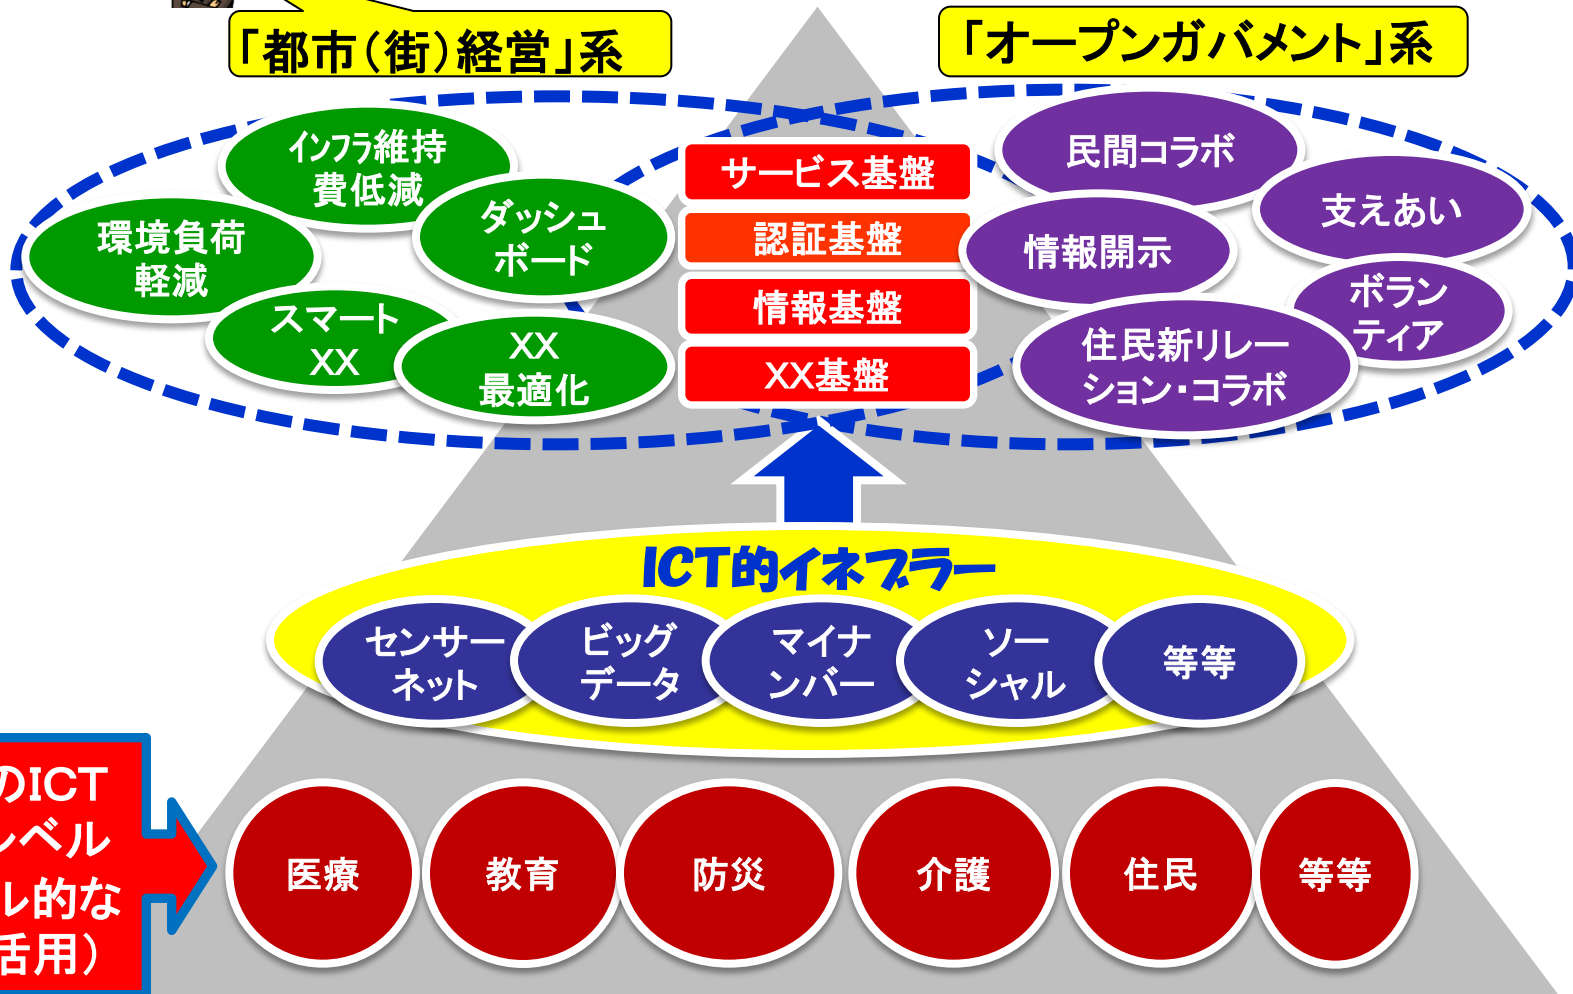 「都市（街）経営」系
「オープンガバメント」系
インフラ維持
費低減
ダッシュ
ボード
環境負荷
軽減
スマート
XX
XX
最適化
サービス基盤
認証基盤
情報基盤
XX基盤
民間コラボ
支えあい
情報開示
ボラン
ティア
住民新リレー
ション・コラボ
ICT的イネブラー
センサー
ネット
ビッグ
データ
マイナ
ンバー
ソー
シャル
等等
のICT
レベル
ル的な
活用）
医療
教育
防災
介護
住民
等等